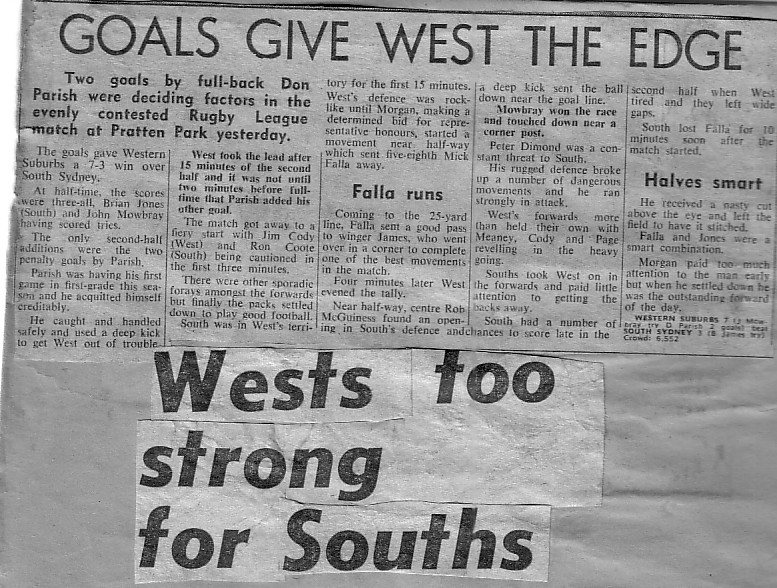 GOALS GIVE WEST THE EDGE
Two goals by full-back Don
Parish were deciding factors in the
evenly contested Rugby League
match at Pratten Park yesterday.
The goals gave Western
Suburbs a 7-3 win over
South Sydney.
At half-time, the scores
were three-all, Brian Jones
(South) and John Mowbray
having scored tries.
The only second-half
additions were the two
penalty goals by Parish.
Parish was having his first
game in first-grade this sea-
son and he acquitted himself
creditably.
He caught and handled
safely and used a deep kick
to get West out of trouble.
West took the lead after
15 minutes of the second
half and it was not until
two minutes before full-
time that Parish added his
other goal.
The match got away to a
fiery start with Jim Cody
(West) and Ron Coote
(South) being cautioned in
the first three minutes.
There were other sporadic
forays amongst the forwards
but finally the packs settled
down to play good football.
South was in West's terri-
tory for the first 15 minutes.
West's defence was rock-
like until Morgan, making a
determined bid for repre-
sentative honours, started a
movement near half-way
which sent five-eighth Mick
Falla away.
Falla runs
Coming to the 25-yard
line, Falla sent a good pass
to winger James, who went
over in a corner to complete
one of the best movements
in the match.
Four minutes later West
evened the tally.
Near half-way, centre Rob
McGuiness found an open-
ing in South's defence and
a deep kick sent the ball
down near the goal line.
Mowbray won the race
and touched down near a
corner post.
Peter Dimond was a con-
stant threat to South.
His rugged defence broke
up a number of dangerous
movements and he ran
strongly in attack.
West's forwards more
than held their own with
Meaney, Cody and Page
revelling in the heavy
going.
Souths took West on in
the forwards and paid little
attention to getting the
backs away.
South had a number of
chances to score late in the
second half when West
tired and they left wide
gaps.
South lost Falla for 10
minutes soon after the
match started.
Halves smart
He received a nasty cut
above the eye and left the
field to have it stitched.
Falla and Jones were a
smart combination.
Morgan paid too much
attention to the man early
but when he settled down he
was the outstanding forward
of the day.
WESTERN SUBURBS 7 (J Mow-
bray try D Parish 2 goals) beat
SOUTH SYDNEY 3 (B James try)
Crowd: 6,552
Wests too
strong
for Souths